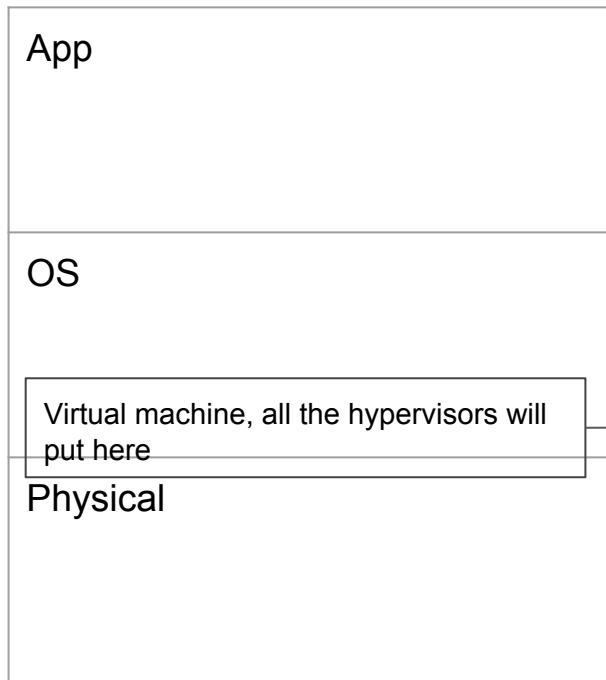 App
OS
Virtual machine, all the hypervisors will
put here
Physical